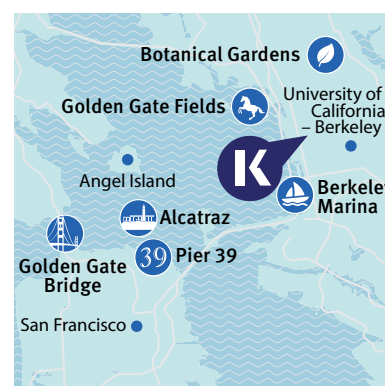 Botanical Gardens
University of
California
– Berkeley
Golden Gate Fields
K
Angel Island
Berkeley
Marina
Alcatraz
39
Pier 39
Golden Gate
Bridge
San Francisco